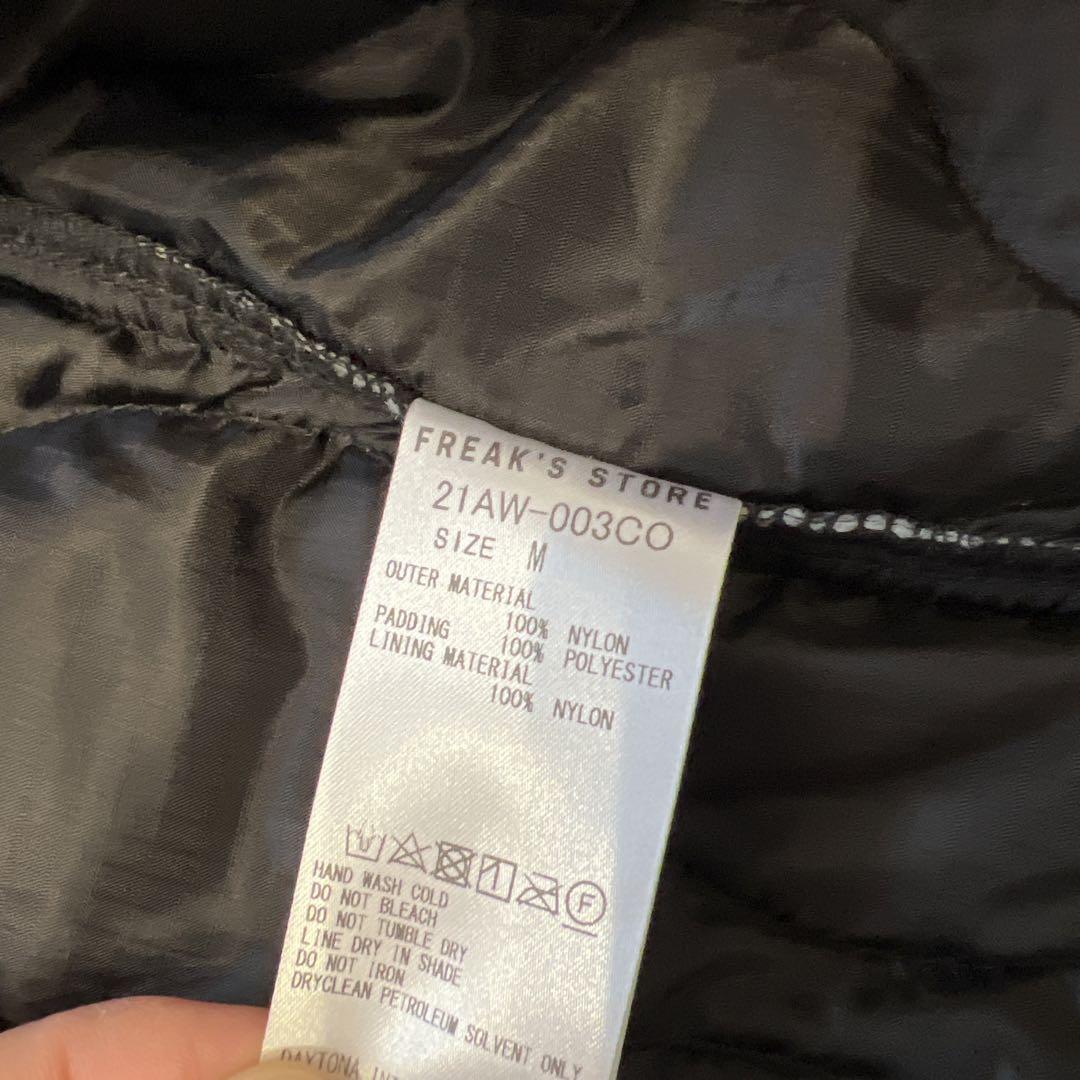 FREAK'S STORE
21AW-003CO
SIZE M
OUTER MATERIAL
100% NYLON
PADDING 100% POLYESTER
LINING MATERIAL
100% NYLON
F
HAND WASH COLD
DO NOT BLEACH
DO NOT TUMBLE DRY
LINE DRY IN SHADE
DO NOT IRON
DRYCLEAN PETROLEUM SOLVENT ONLY
DAYTONA